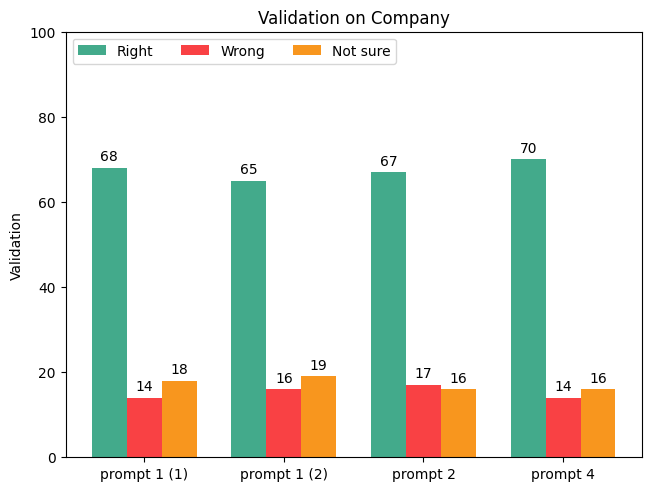 Validation on Company
Right Wrong Not sure
100
80
60
40
20
0
Validation
68 14 18
65 16 19
67 17 16
70 14 16
prompt 1 (1) prompt 1 (2) prompt 2 prompt 4